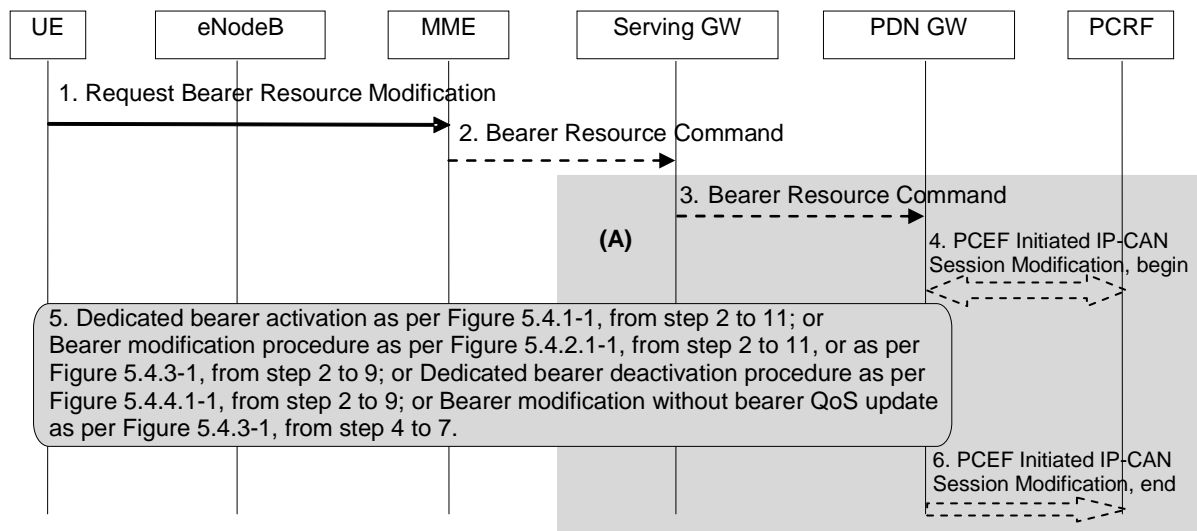 UE
eNodeB
MME
Serving GW
PDN GW
PCRF
1. Request Bearer Resource Modification
2. Bearer Resource Command
3. Bearer Resource Command
(A)
4. PCEF Initiated IP-CAN
Session Modification, begin
5. Dedicated bearer activation as per Figure 5.4.1-1, from step 2 to 11; or
Bearer modification procedure as per Figure 5.4.2.1-1, from step 2 to 11, or as per
Figure 5.4.3-1, from step 2 to 9; or Dedicated bearer deactivation procedure as per
Figure 5.4.4.1-1, from step 2 to 9; or Bearer modification without bearer QoS update
as per Figure 5.4.3-1, from step 4 to 7.
6. PCEF Initiated IP-CAN
Session Modification, end